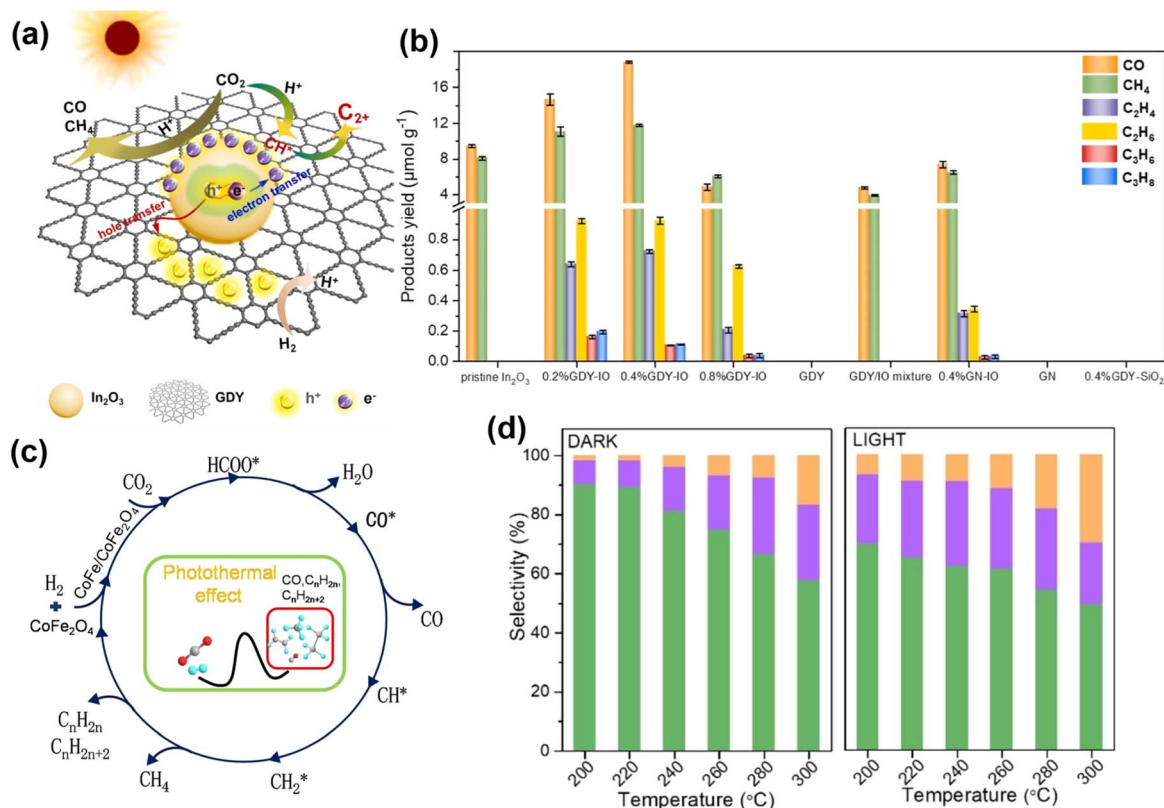 (a)
CO₂
H⁺
CO
CH₄
H⁺
C₂₊
CH*
h⁺
e⁻
hole transfer
electron transfer
H⁺
H₂
In₂O₃
GDY
h⁺
e⁻
(b)
Products yield (μmol g⁻¹)
16
12
8
4
0.8
0.6
0.4
0.2
0.0
CO
CH₄
C₂H₄
C₂H₆
C₃H₆
C₃H₈
pristine In₂O₃
0.2%GDY-IO
0.4%GDY-IO
0.8%GDY-IO
GDY
GDY/IO mixture
0.4%GN-IO
GN
0.4%GDY-SiO₂
(c)
HCOO*
H₂O
CO*
CO
CH*
CH₂*
CH₄
CₙH₂ₙ
CₙH₂ₙ₊₂
H₂
+
CoFe₂O₄
CoFe/CoFe₂O₄
CO₂
Photothermal
effect
CO,CₙH₂ₙ,
CₙH₂ₙ₊₂
(d)
Selectivity (%)
100
80
60
40
20
0
DARK
200 220 240 260 280 300
Temperature (°C)
LIGHT
200 220 240 260 280 300
Temperature (°C)